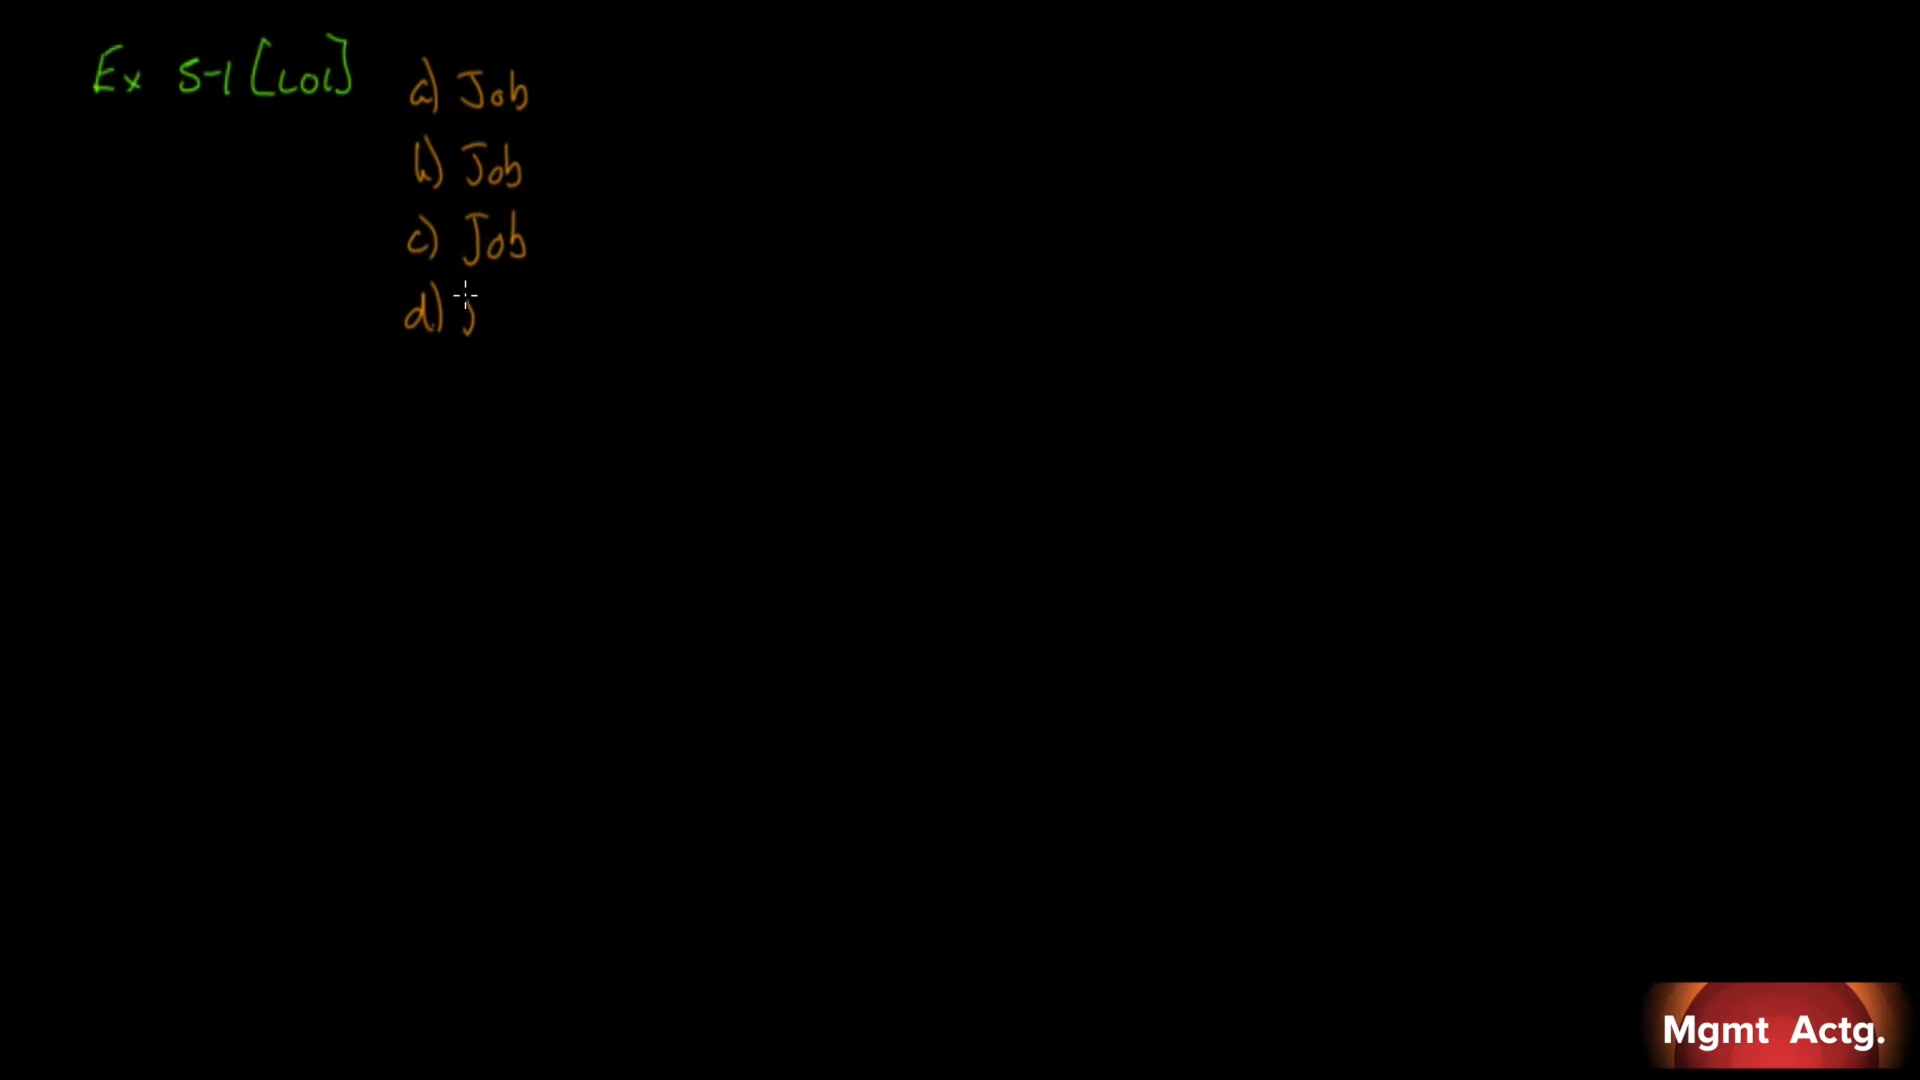 Ex 5-1 [LO1]
a) Job
b) Job
c) Job
d) J
Mgmt Actg.